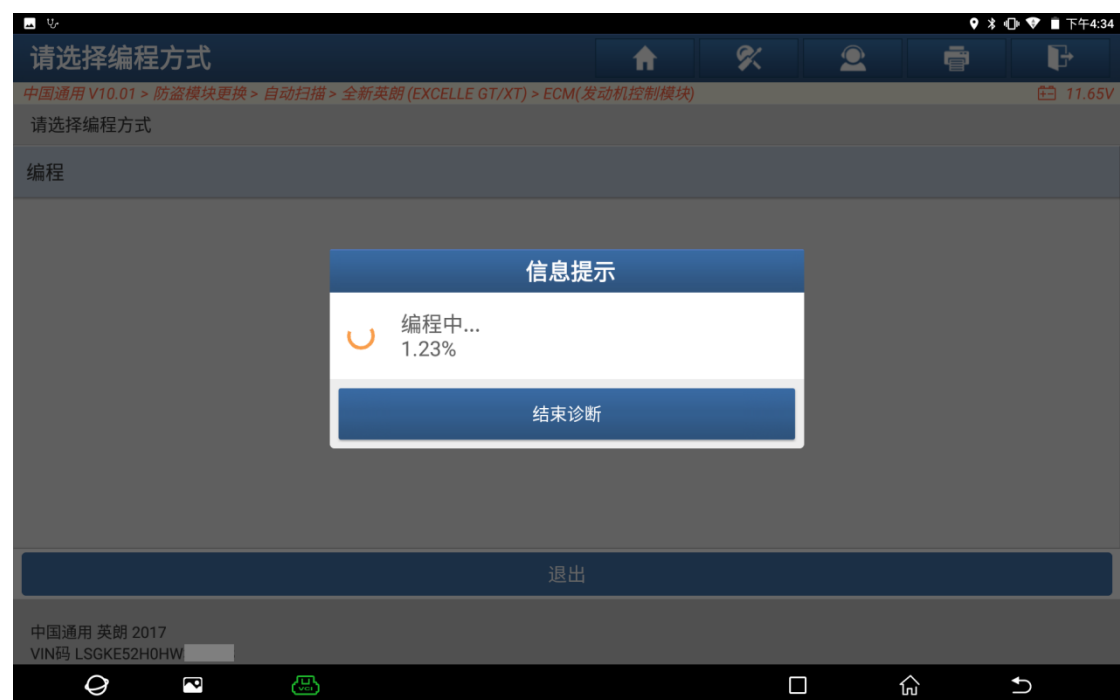 下午4:34
请选择编程方式
中国通用 V10.01 > 防盗模块更换 > 自动扫描 > 全新英朗 (EXCELLE GT/XT) > ECM(发动机控制模块)
11.65V
请选择编程方式
编程
信息提示
编程中...
1.23%
结束诊断
退出
中国通用 英朗 2017
VIN码 LSGKE52H0HW
VCI